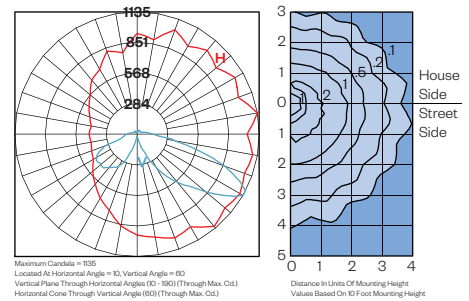 1135
851
568
284
H
3
2
1
0
1
2
3
4
5
0 1 2 3 4
.1
.2
.5
1
2
1
House
Side
Street
Side
Maximum Candela = 1135
Located At Horizontal Angle = 10, Vertical Angle = 60
Vertical Plane Through Horizontal Angles (10 - 190) (Through Max. Cd.)
Horizontal Cone Through Vertical Angle (60) (Through Max. Cd.)
Distance In Units Of Mounting Height
Values Based On 10 Foot Mounting Height